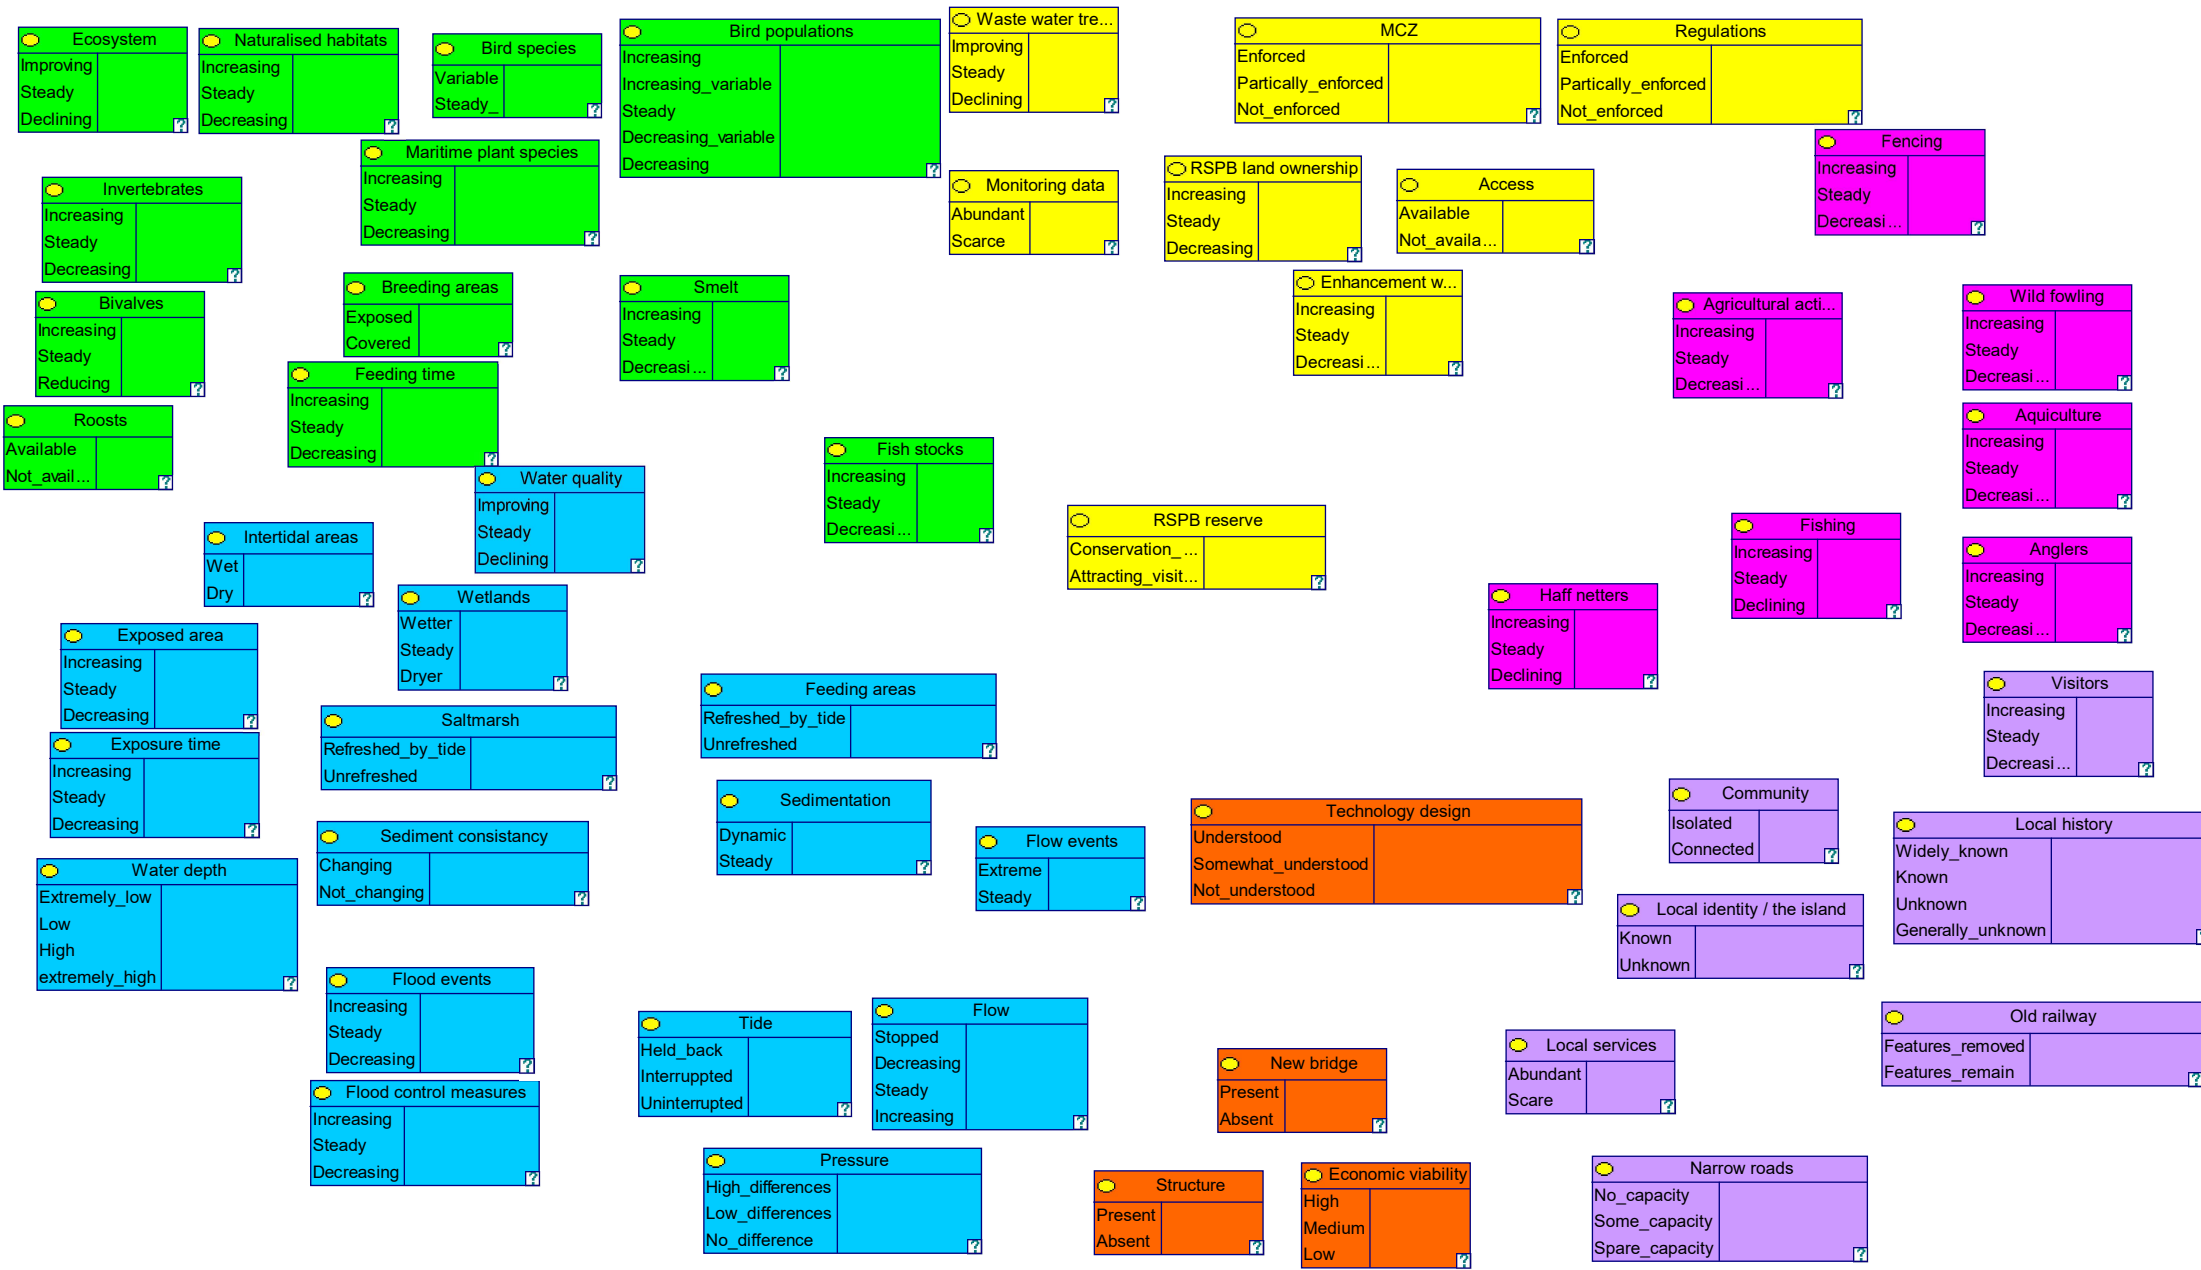 Ecosystem
Improving
Steady
Declining
?
Naturalised habitats
Increasing
Steady
Decreasing
?
Bird species
Variable
Steady_
?
Bird populations
Increasing
Increasing_variable
Steady
Decreasing_variable
Decreasing
?
Waste water tre...
Improving
Steady
Declining
?
MCZ
Enforced
Partically_enforced
Not_enforced
?
Regulations
Enforced
Partically_enforced
Not_enforced
?
Fencing
Increasing
Steady
Decreasi...
?
Maritime plant species
Increasing
Steady
Decreasing
?
Invertebrates
Increasing
Steady
Decreasing
?
Monitoring data
Abundant
Scarce
?
RSPB land ownership
Increasing
Steady
Decreasing
?
Access
Available
Not_availa...
?
Bivalves
Increasing
Steady
Reducing
?
Breeding areas
Exposed
Covered
?
Smelt
Increasing
Steady
Decreasi...
?
Enhancement w...
Increasing
Steady
Decreasi...
?
Agricultural acti...
Increasing
Steady
Decreasi...
?
Wild fowling
Increasing
Steady
Decreasi...
?
Roosts
Available
Not_avail...
?
Feeding time
Increasing
Steady
Decreasing
?
Aquiculture
Increasing
Steady
Decreasi...
?
Water quality
Improving
Steady
Declining
?
Fish stocks
Increasing
Steady
Decreasi...
?
RSPB reserve
Conservation_...
Attracting_visit...
?
Fishing
Increasing
Steady
Declining
?
Anglers
Increasing
Steady
Decreasi...
?
Intertidal areas
Wet
Dry
?
Wetlands
Wetter
Steady
Dryer
?
Haff netters
Increasing
Steady
Declining
?
Exposed area
Increasing
Steady
Decreasing
?
Feeding areas
Refreshed_by_tide
Unrefreshed
?
Visitors
Increasing
Steady
Decreasi...
?
Exposure time
Increasing
Steady
Decreasing
?
Saltmarsh
Refreshed_by_tide
Unrefreshed
?
Sedimentation
Dynamic
Steady
?
Flow events
Extreme
Steady
?
Technology design
Understood
Somewhat_understood
Not_understood
?
Community
Isolated
Connected
?
Local history
Widely_known
Known
Unknown
Generally_unknown
Water depth
Extremely_low
Low
High
extremely_high
?
Sediment consistancy
Changing
Not_changing
?
Local identity / the island
Known
Unknown
?
Flood events
Increasing
Steady
Decreasing
?
Tide
Held_back
Interruppted
Uninterrupted
?
Flow
Stopped
Decreasing
Steady
Increasing
?
New bridge
Present
Absent
?
Local services
Abundant
Scare
?
Old railway
Features_removed
Features_remain
?
Flood control measures
Increasing
Steady
Decreasing
?
Pressure
High_differences
Low_differences
No_difference
?
Structure
Present
Absent
?
Economic viability
High
Medium
Low
?
Narrow roads
No_capacity
Some_capacity
Spare_capacity
?